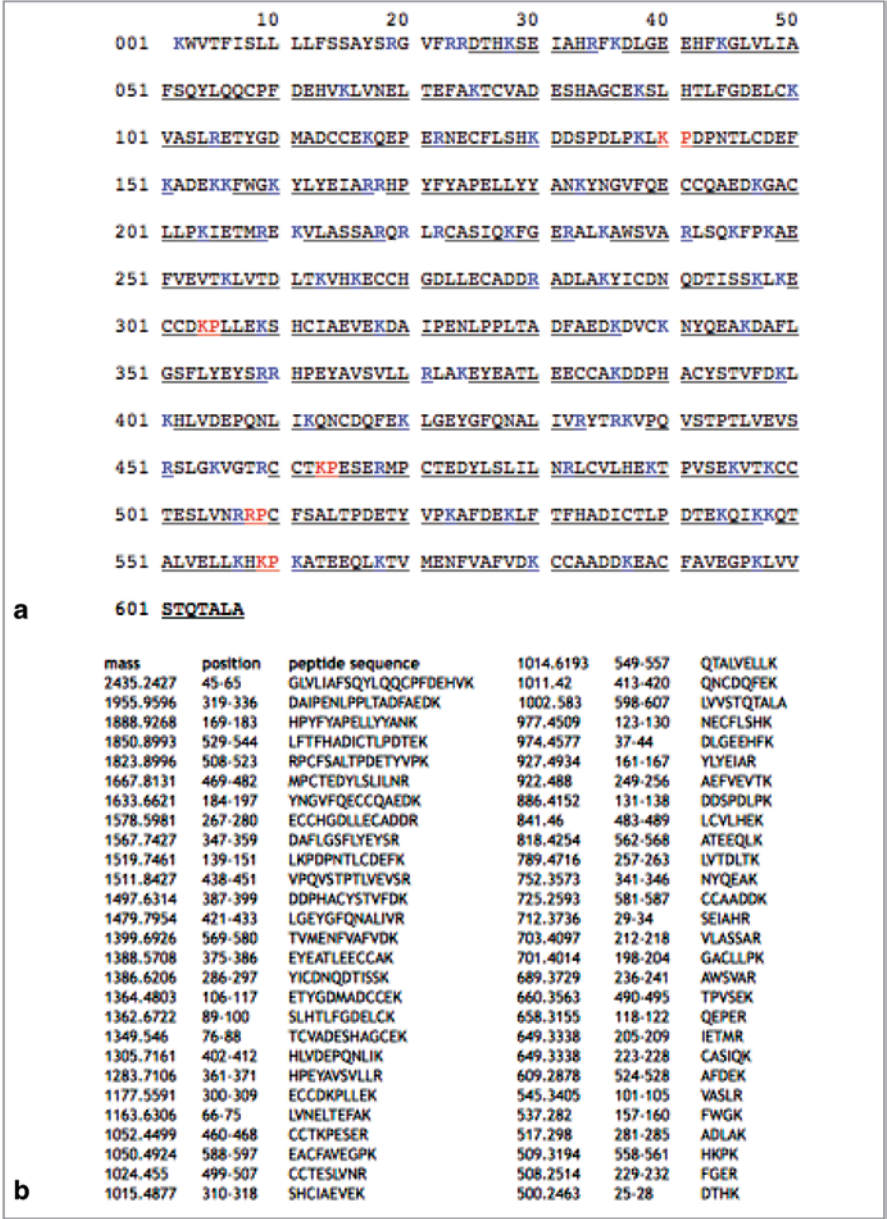 10 20 30 40 50
001 KWVTFISLL LLFSSAYSRG VFRRDTHKSE IAHRFKDLGE EHFKGLVLIA
051 FSQYLQQCPF DEHVKLVNEL TEFAKTCVAD ESHAGCEKSL HTLFGDELCK
101 VASLRETYGD MADCCEKQEP ERNECFLSHK DDSPDLPKLK PDPNTLCDEF
151 KADEKKFWGK YLYEIARRHP YFYAPELLYY ANKYNGVFQE CCQAEDKGAC
201 LLPKIETMRE KVLASSARQR LRCASIQKFG ERALKAWSVA RLSQKFPKAE
251 FVEVTKLVTD LTKVHKECCH GDLLECADDR ADLAKYICDN QDTISSKLKE
301 CCDKPLLEKS HCIAEVEKDA IPENLPPLTA DFAEDKDVCK NYQEAKDAFL
351 GSFLYEYSRR HPEYAVSVLL RLAKEYEATL EECCAKDDPH ACYSTVFDKL
401 KHLVDEPQNL IKQNCDQFEK LGEYGFQNAL IVRYTRKVPQ VSTPTLVEVS
451 RSLGKVGTRC CTKPESERMP CTEDYLSLIL NRLCVLHEKT PVSEKVTKCC
501 TESLVNRRPC FSALTPDETY VPKAFDEKLF TFHADICTLP DTEKQIKKQT
551 ALVELLKHKP KATEEQLKTV MENFVAFVDK CCAADDKEAC FAVEGPKLVV
601 STQTALA
a
mass position peptide sequence
2435.2427 45-65 GLVLIAFSQYLQQCPFDEHVK
1955.9596 319-336 DAIPENLPPLTADFAEDK
1888.9268 169-183 HPYFYAPELLYYANK
1850.8993 529-544 LFTFHADICTLPDTEK
1823.8996 508-523 RPCFSALTPDETYVPK
1667.8131 469-482 MPCTEDYLSLILNR
1633.6621 184-197 YNGVFQECCQAEDK
1578.5981 267-280 ECCHGDLLECADDR
1567.7427 347-359 DAFLGSFLYEYSR
1519.7461 139-151 LKPDPNTLCDEFK
1511.8427 438-451 VPQVSTPTLVEVSR
1497.6314 387-399 DDPHACYSTVFDK
1479.7954 421-433 LGEYGFQNALIVR
1399.6926 569-580 TVMENFVAFVDK
1388.5708 375-386 EYEATLEECCAK
1386.6206 286-297 YICDNQDTISSK
1364.4803 106-117 ETYGDMADCCEK
1362.6722 89-100 SLHTLFGDELCK
1349.546 76-88 TCVADESHAGCEK
1305.7161 402-412 HLVDEPQNLIK
1283.7106 361-371 HPEYAVSVLLR
1177.5591 300-309 ECCDKPLLEK
1163.6306 66-75 LVNELTEFAK
1052.4499 460-468 CCTKPESER
1050.4924 588-597 EACFAVEGPK
1024.455 499-507 CCTESLVNR
1015.4877 310-318 SHCIAEVEK
1014.6193 549-557 QTALVELLK
1011.42 413-420 QNCDQFEK
1002.583 598-607 LVVSTQTALA
977.4509 123-130 NECFLSHK
974.4577 37-44 DLGEEHFK
927.4934 161-167 YLYEIAR
922.488 249-256 AEFVEVTK
886.4152 131-138 DDSPDLPK
841.46 483-489 LCVLHEK
818.4254 562-568 ATEEQLK
789.4716 257-263 LVTDLTK
752.3573 341-346 NYQEAK
725.2593 581-587 CCAADDK
712.3736 29-34 SEIAHR
703.4097 212-218 VLASSAR
701.4014 198-204 GACLLPK
689.3729 236-241 AWSVAR
660.3563 490-495 TPVSEK
658.3155 118-122 QEPER
649.3338 205-209 IETMR
649.3338 223-228 CASIQK
609.2878 524-528 AFDEK
545.3405 101-105 VASLR
537.282 157-160 FWGK
517.298 281-285 ADLAK
509.3194 558-561 HKPK
508.2514 229-232 FGER
500.2463 25-28 DTHK
b